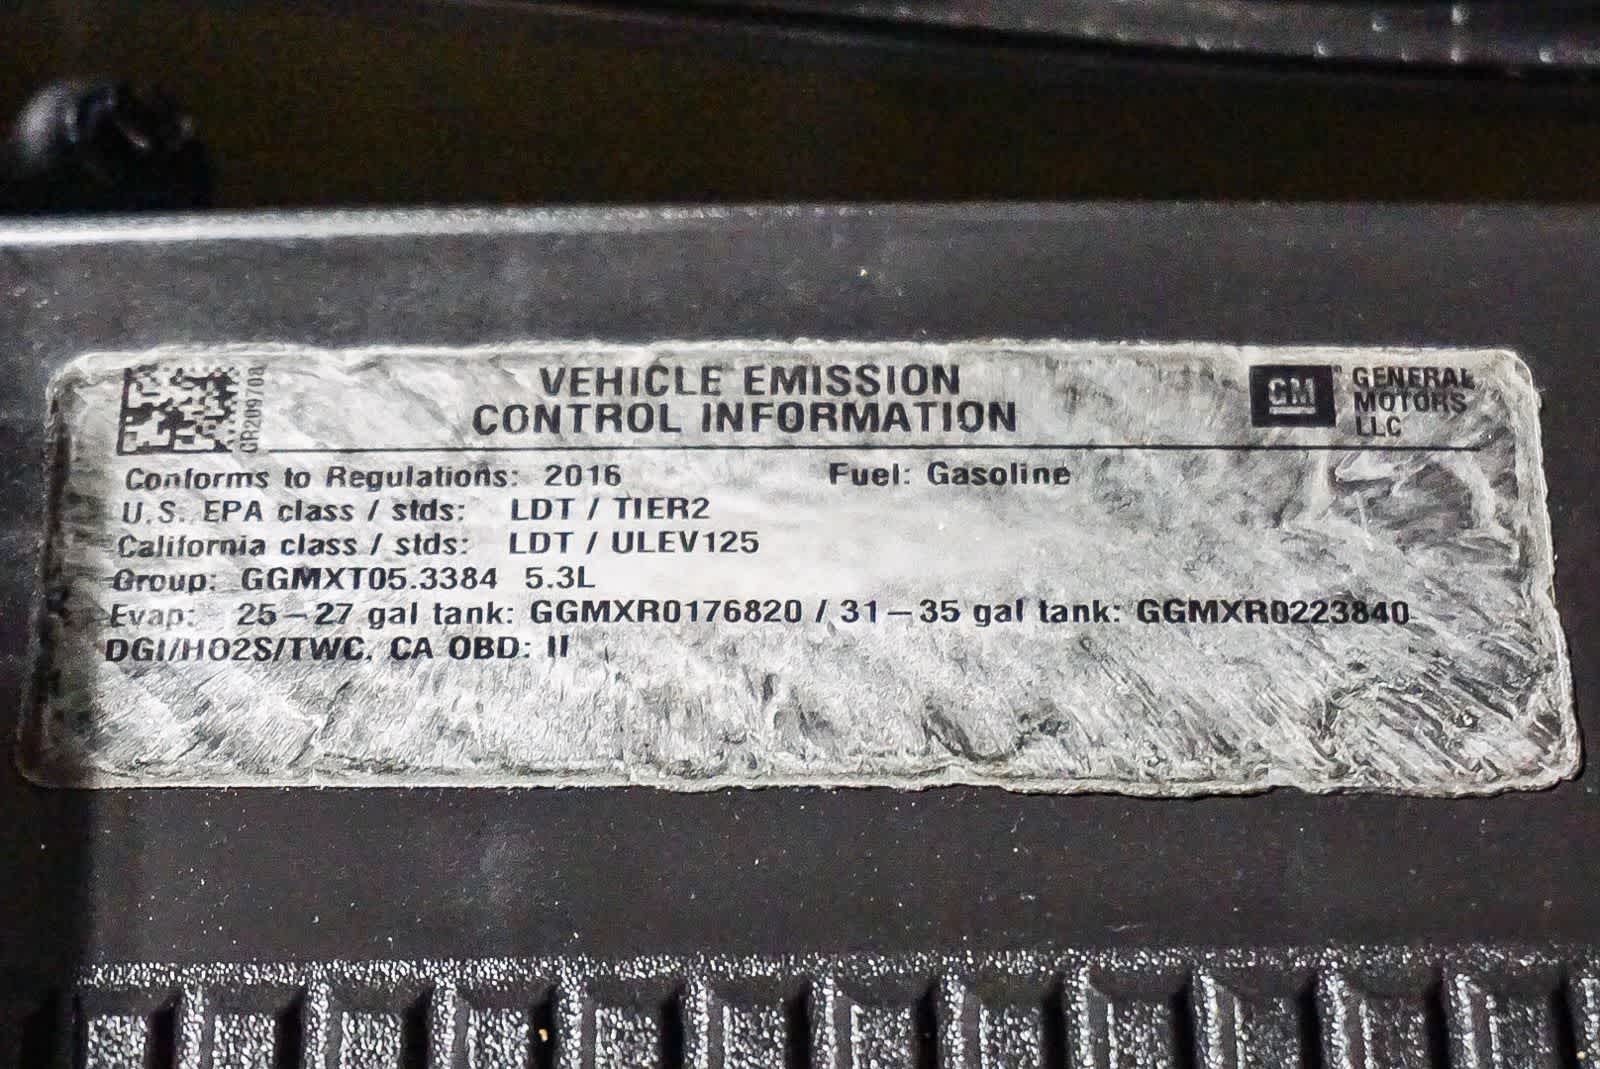 VEHICLE EMISSION
CONTROL INFORMATION
GM
GENERAL
MOTORS
LLC
Conforms to Regulations: 2016 Fuel: Gasoline
U.S. EPA class / stds: LDT / TIER2
California class / stds: LDT / ULEV125
Group: GGMXT05.3384 5.3L
Evap: 25–27 gal tank: GGMXR0176820 / 31–35 gal tank: GGMXR0223840
DGI/HO2S/TWC, CA OBD: II